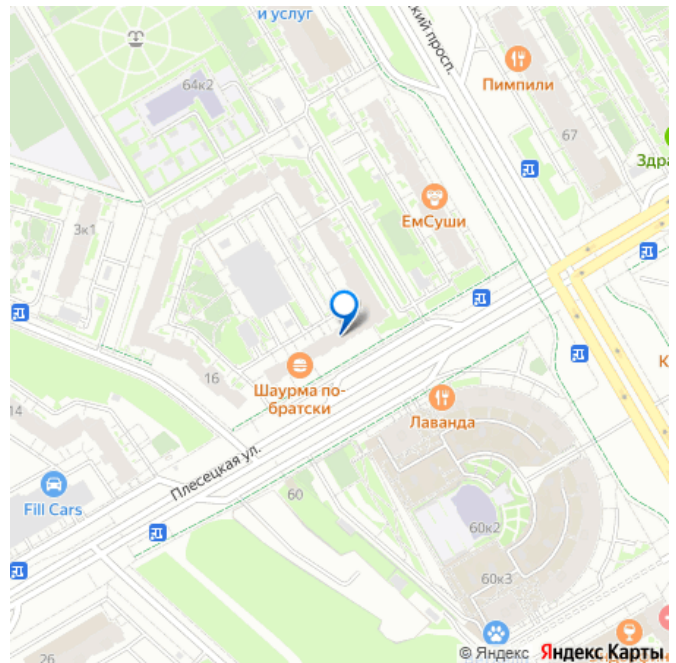 и услуг
ский просп.
Пимпили
64к2
67
Здра
ЕмСуши
3к1
16
Шаурма по-
братски
Лаванда
К
14
Плесецкая ул.
Fill Cars
60
60к2
60к3
26
© Яндекс Яндекс Карты